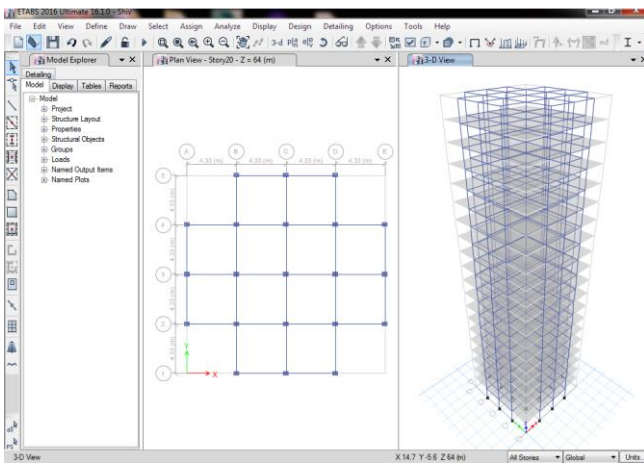 ETABS 2016 Ultimate 16.1.0 - Shiv
File Edit View Define Draw Select Assign Analyze Display Design Detailing Options Tools Help
3-d
Model Explorer
Detailing
Model Display Tables Reports
Model
Project
Structure Layout
Properties
Structural Objects
Groups
Loads
Named Output Items
Named Plots
Plan View - Story20 - Z = 64 (m)
A B C D E
4.33 (m) 4.33 (m) 4.33 (m) 4.33 (m)
5
4.33 (m)
4
4.33 (m)
3
4.33 (m)
2
4.33 (m)
1
Y
X
3-D View
3-D View
X 14.7 Y -5.6 Z 64 (m)
All Stories
Global
Units